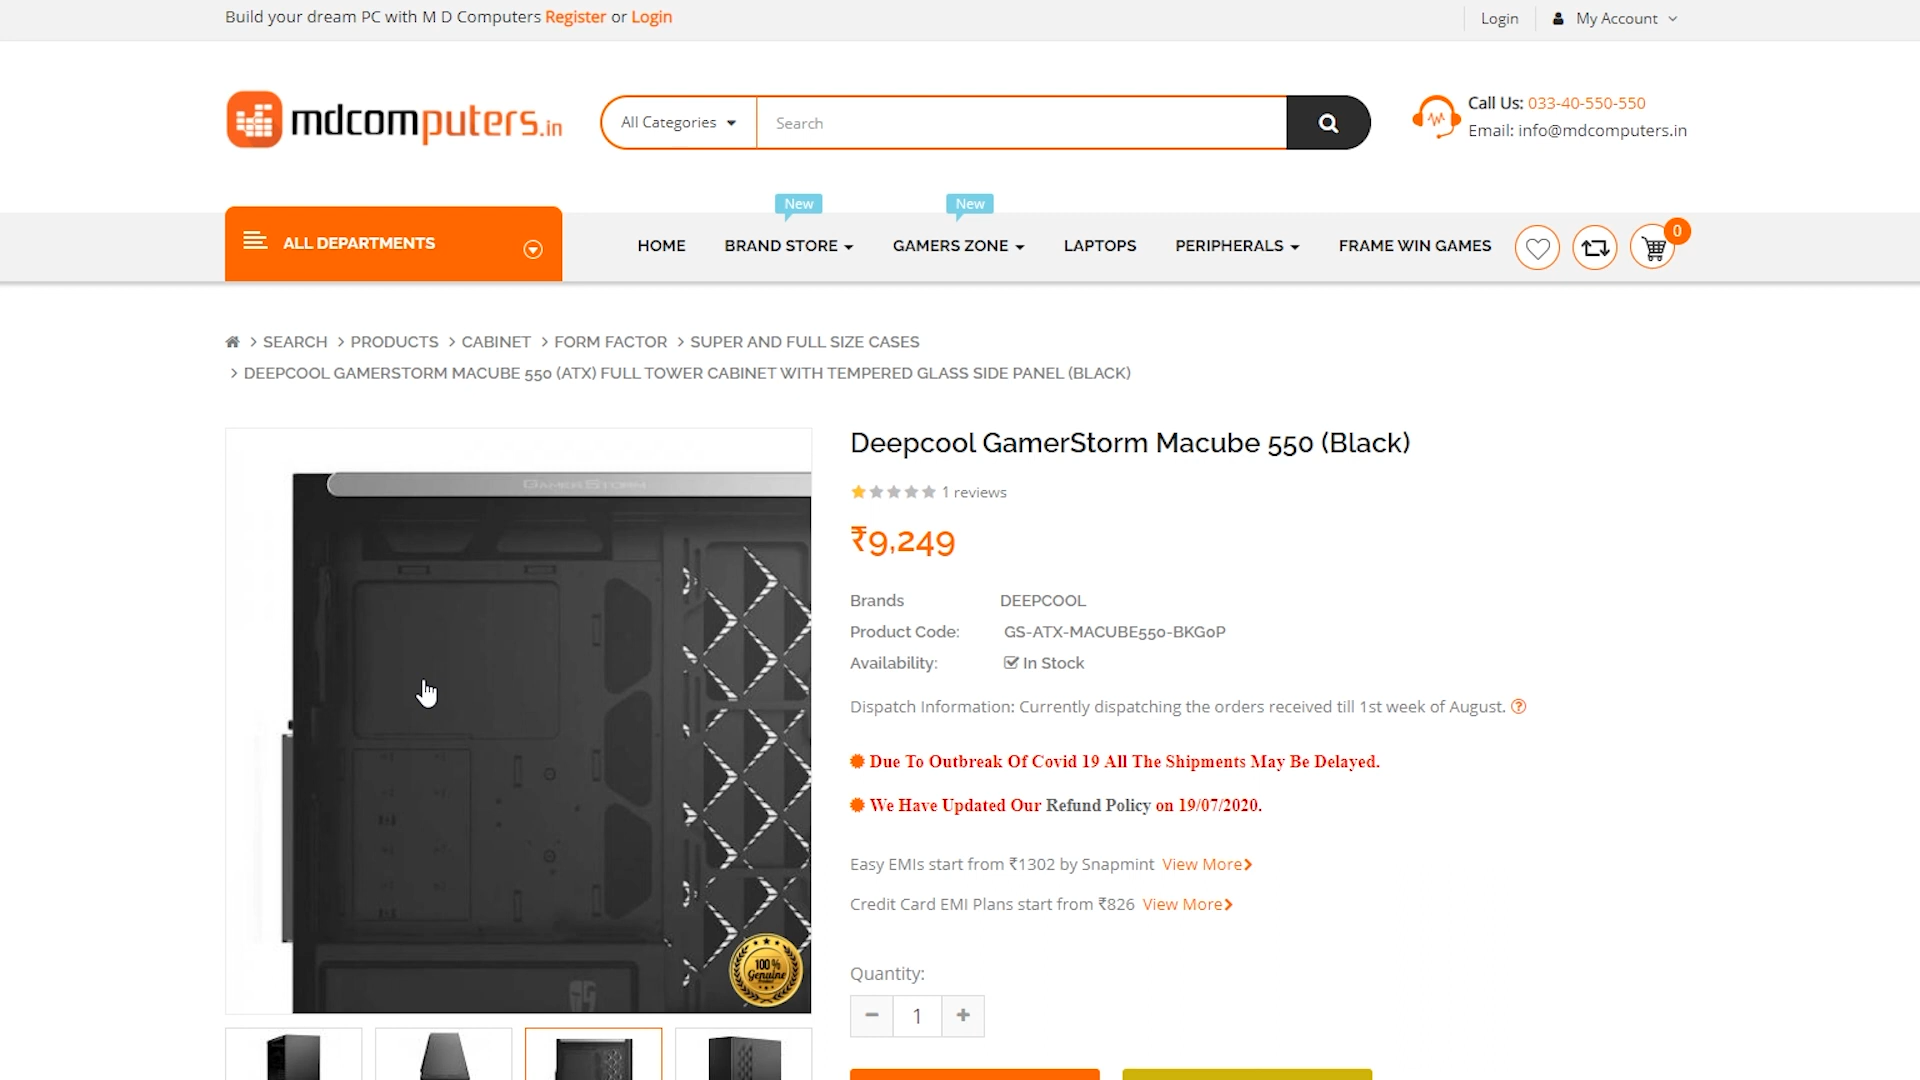 Build your dream PC with M D Computers Register or Login
Login
My Account
mdcomputers.in
All Categories
Search
Call Us: 033-40-550-550
Email: info@mdcomputers.in
New
New
ALL DEPARTMENTS
HOME
BRAND STORE
GAMERS ZONE
LAPTOPS
PERIPHERALS
FRAME WIN GAMES
0
> SEARCH > PRODUCTS > CABINET > FORM FACTOR > SUPER AND FULL SIZE CASES
> DEEPCOOL GAMERSTORM MACUBE 550 (ATX) FULL TOWER CABINET WITH TEMPERED GLASS SIDE PANEL (BLACK)
GAMERSTORM
100%
Genuine
Deepcool GamerStorm Macube 550 (Black)
1 reviews
₹9,249
Brands DEEPCOOL
Product Code: GS-ATX-MACUBE550-BKG0P
Availability: In Stock
Dispatch Information: Currently dispatching the orders received till 1st week of August.
Due To Outbreak Of Covid 19 All The Shipments May Be Delayed.
We Have Updated Our Refund Policy on 19/07/2020.
Easy EMIs start from ₹1302 by Snapmint View More
Credit Card EMI Plans start from ₹826 View More
Quantity:
− 1 +